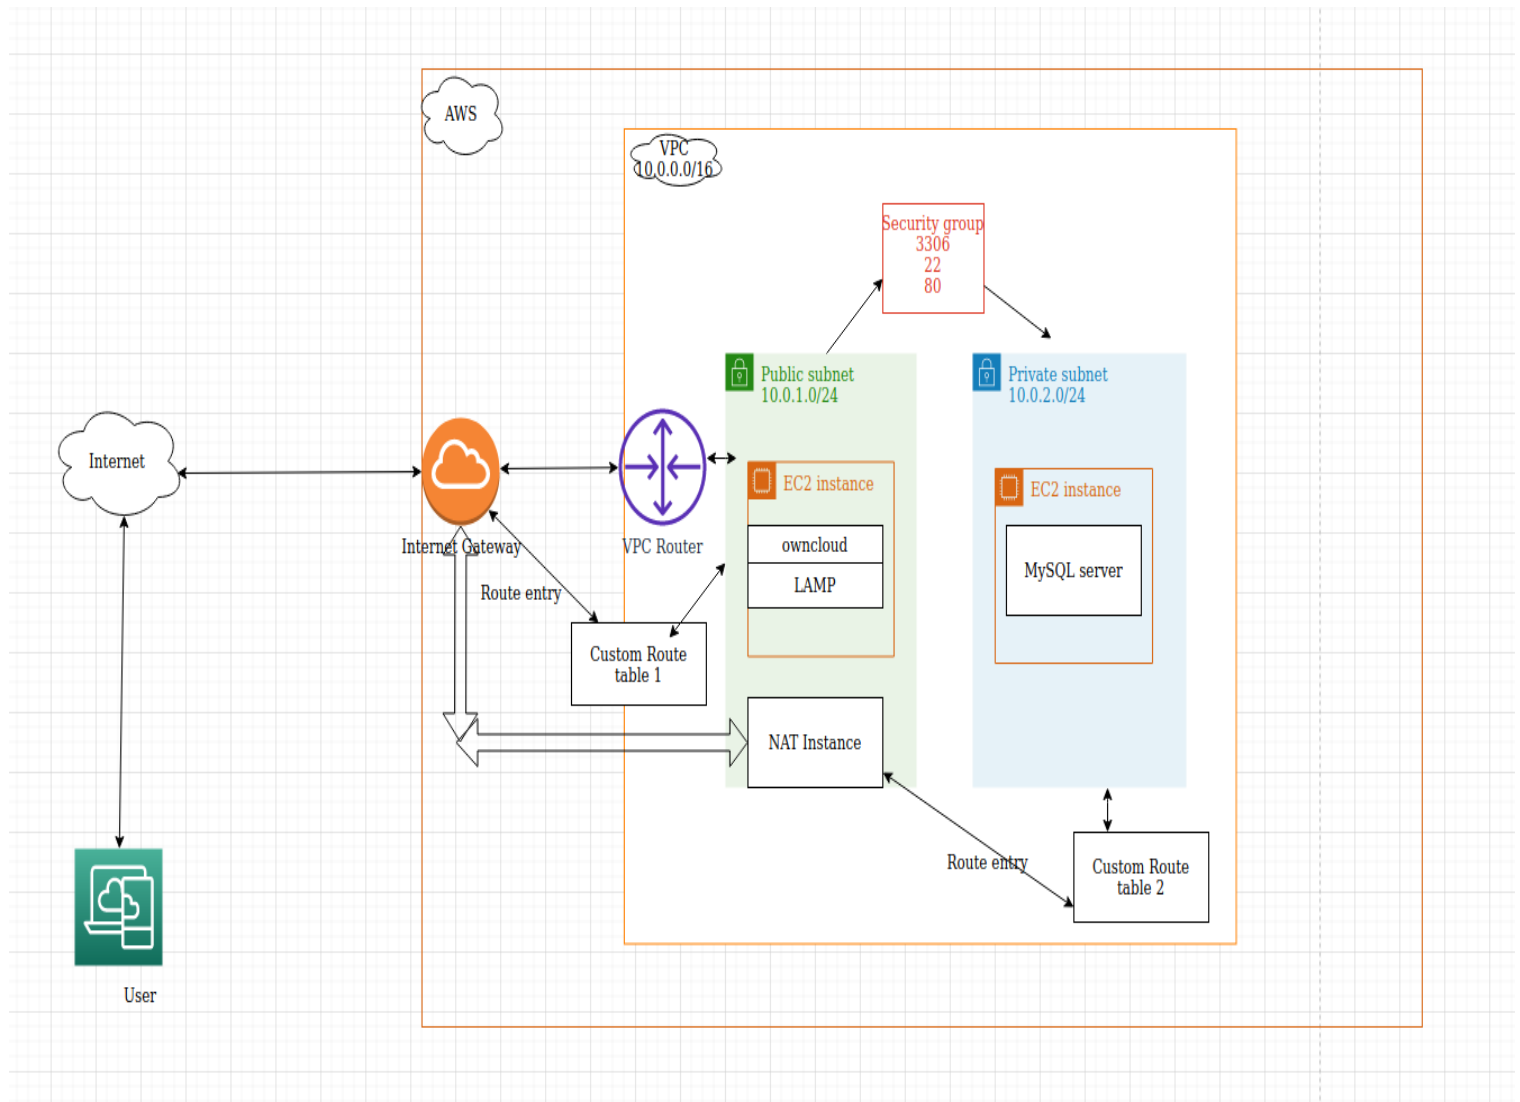 AWS
VPC
10.0.0.0/16
Security group
3306
22
80
Public subnet
10.0.1.0/24
Private subnet
10.0.2.0/24
Internet
EC2 instance
EC2 instance
owncloud
LAMP
MySQL server
Internet Gateway
VPC Router
Route entry
Custom Route
table 1
NAT Instance
Route entry
Custom Route
table 2
User